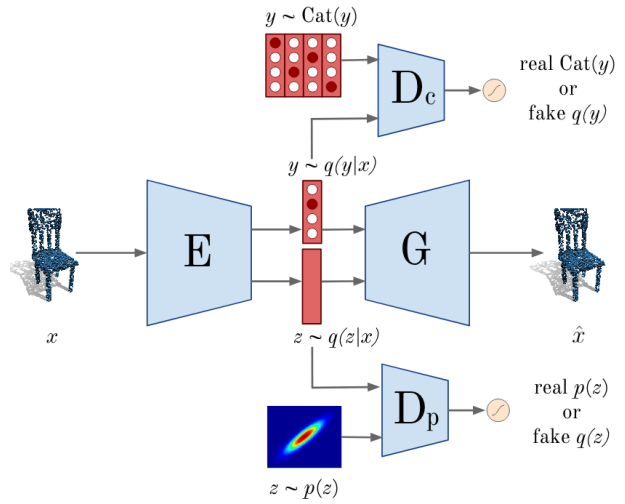 y ~ Cat(y)
D_c
real Cat(y)
or
fake q(y)
y ~ q(y|x)
E
G
x
x̂
z ~ q(z|x)
D_p
real p(z)
or
fake q(z)
z ~ p(z)